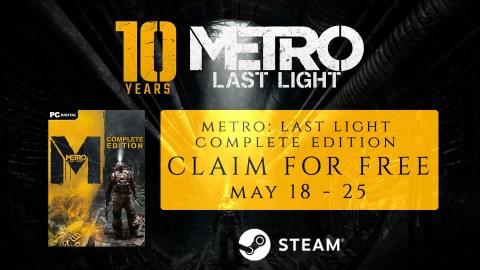 10 YEARS
METRO
LAST LIGHT
PC DIGITAL
COMPLETE
EDITION
METRO
METRO: LAST LIGHT
COMPLETE EDITION
CLAIM FOR FREE
MAY 18 - 25
STEAM